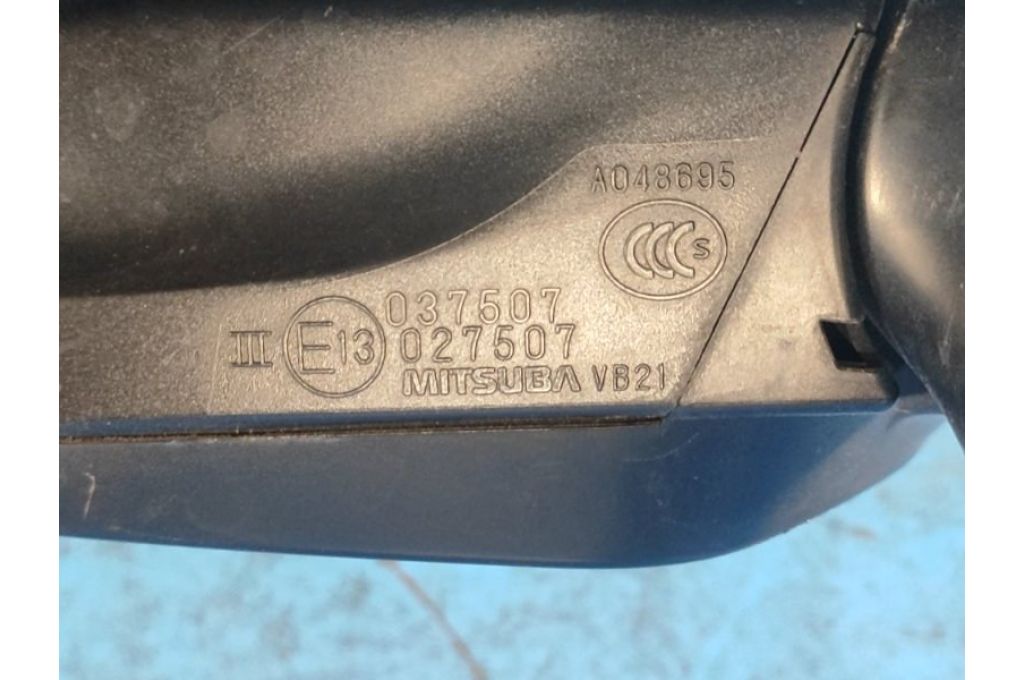 A048695
CCC S
037507
III E13 027507
MITSUBA VB21